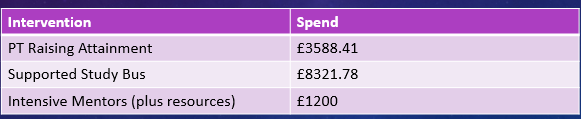 Intervention Spend
PT Raising Attainment £3588.41
Supported Study Bus £8321.78
Intensive Mentors (plus resources) £1200